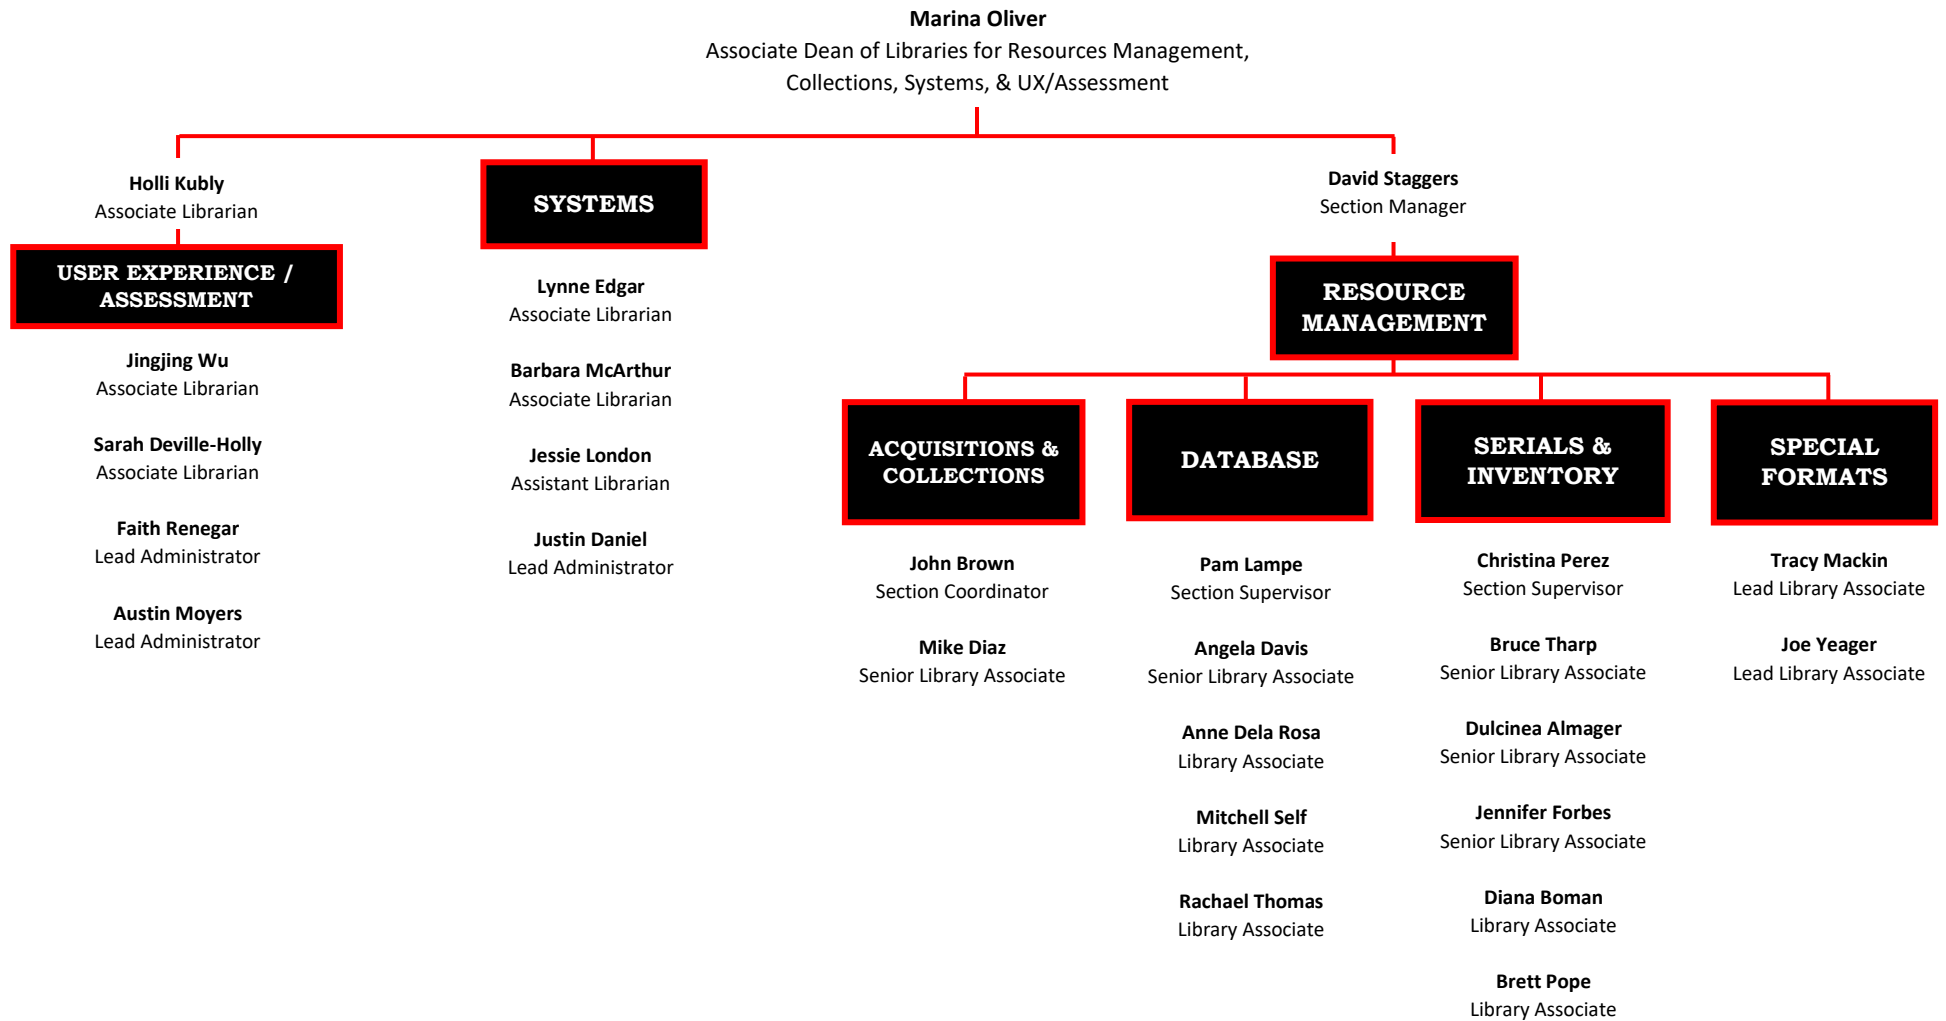 Marina Oliver
Associate Dean of Libraries for Resources Management,
Collections, Systems, & UX/Assessment
Holli Kubly
Associate Librarian
USER EXPERIENCE /
ASSESSMENT
Jingjing Wu
Associate Librarian
Sarah Deville-Holly
Associate Librarian
Faith Renegar
Lead Administrator
Austin Moyers
Lead Administrator
SYSTEMS
Lynne Edgar
Associate Librarian
Barbara McArthur
Associate Librarian
Jessie London
Assistant Librarian
Justin Daniel
Lead Administrator
David Staggers
Section Manager
RESOURCE
MANAGEMENT
ACQUISITIONS &
COLLECTIONS
John Brown
Section Coordinator
Mike Diaz
Senior Library Associate
DATABASE
Pam Lampe
Section Supervisor
Angela Davis
Senior Library Associate
Anne Dela Rosa
Library Associate
Mitchell Self
Library Associate
Rachael Thomas
Library Associate
SERIALS &
INVENTORY
Christina Perez
Section Supervisor
Bruce Tharp
Senior Library Associate
Dulcinea Almager
Senior Library Associate
Jennifer Forbes
Senior Library Associate
Diana Boman
Library Associate
Brett Pope
Library Associate
SPECIAL
FORMATS
Tracy Mackin
Lead Library Associate
Joe Yeager
Lead Library Associate